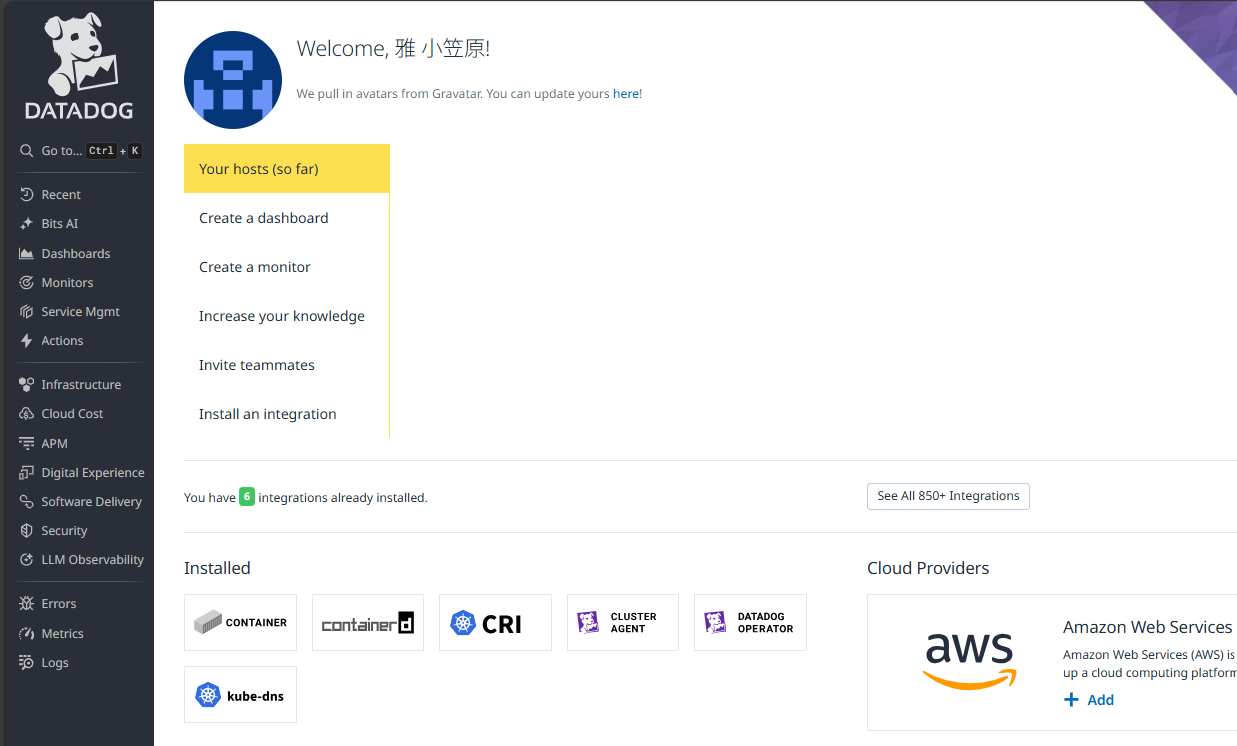 DATADOG
Go to... Ctrl + K
Recent
Bits AI
Dashboards
Monitors
Service Mgmt
Actions
Infrastructure
Cloud Cost
APM
Digital Experience
Software Delivery
Security
LLM Observability
Errors
Metrics
Logs
Welcome, 雅 小笠原!
We pull in avatars from Gravatar. You can update yours here!
Your hosts (so far)
Create a dashboard
Create a monitor
Increase your knowledge
Invite teammates
Install an integration
You have 6 integrations already installed.
See All 850+ Integrations
Installed
CONTAINER
containerd
CRI
CLUSTER
AGENT
DATADOG
OPERATOR
kube-dns
Cloud Providers
aws
Amazon Web Services
Amazon Web Services (AWS) is
up a cloud computing platform
+ Add